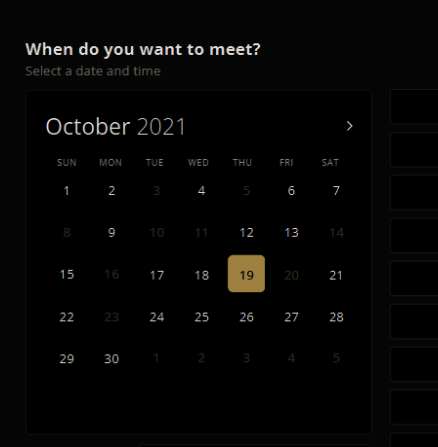 When do you want to meet?
Select a date and time
October 2021
SUN MON TUE WED THU FRI SAT
1 2 3 4 5 6 7
8 9 10 11 12 13 14
15 16 17 18 19 20 21
22 23 24 25 26 27 28
29 30 1 2 3 4 5